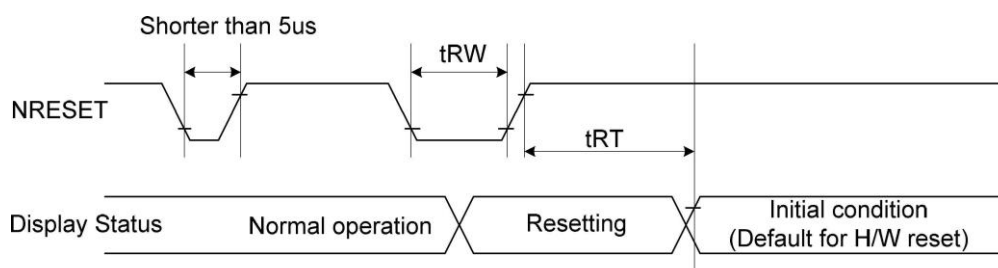 Shorter than 5us
tRW
NRESET
tRT
Display Status
Normal operation
Resetting
Initial condition
(Default for H/W reset)